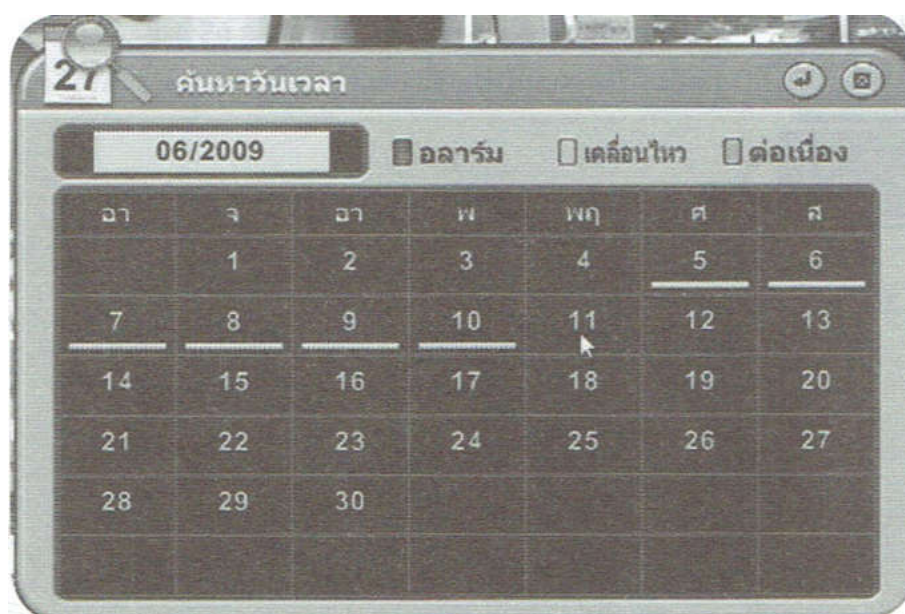 27 ค้นหาวันเวลา
06/2009 อลาร์ม เคลื่อนไหว ต่อเนื่อง
อา จ อา พ พฤ ศ ส
1 2 3 4 5 6
7 8 9 10 11 12 13
14 15 16 17 18 19 20
21 22 23 24 25 26 27
28 29 30